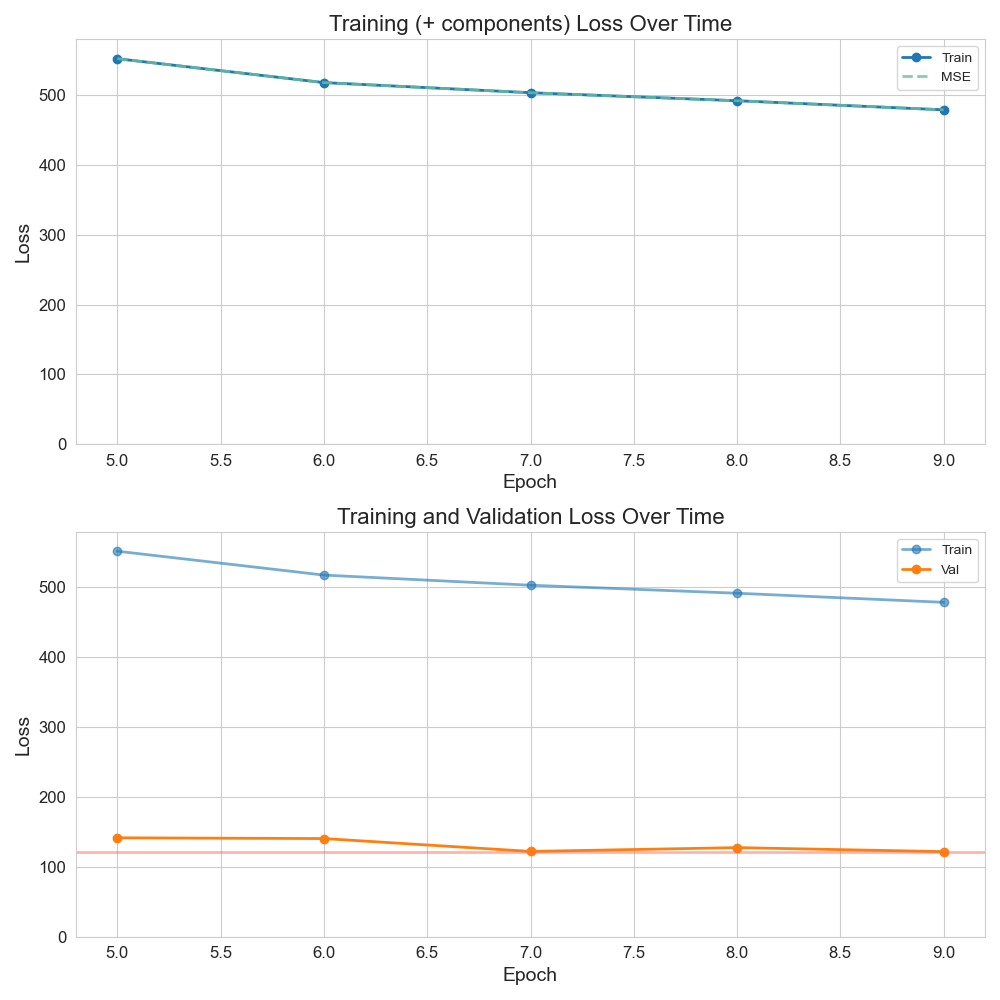 Training (+ components) Loss Over Time
Train
MSE
Loss
500
400
300
200
100
0
5.0 5.5 6.0 6.5 7.0 7.5 8.0 8.5 9.0
Epoch
Training and Validation Loss Over Time
Train
Val
Loss
500
400
300
200
100
0
5.0 5.5 6.0 6.5 7.0 7.5 8.0 8.5 9.0
Epoch